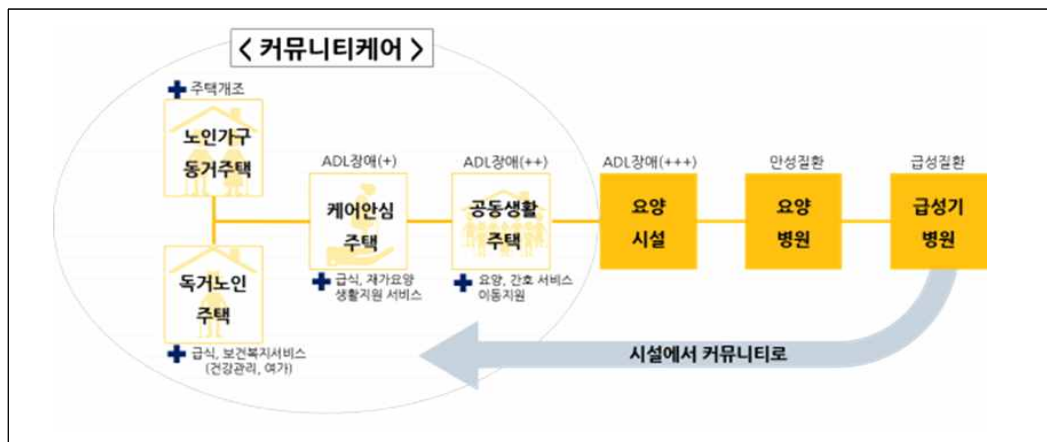 < 커뮤니티케어 >
주택개조
노인가구
동거주택
ADL장애(+)
케어안심
주택
급식, 재가요양
생활지원 서비스
ADL장애(++)
공동생활
주택
요양, 간호 서비스
이동지원
ADL장애(+++)
요양
시설
만성질환
요양
병원
급성질환
급성기
병원
독거노인
주택
급식, 보건복지서비스
(건강관리, 여가)
시설에서 커뮤니티로